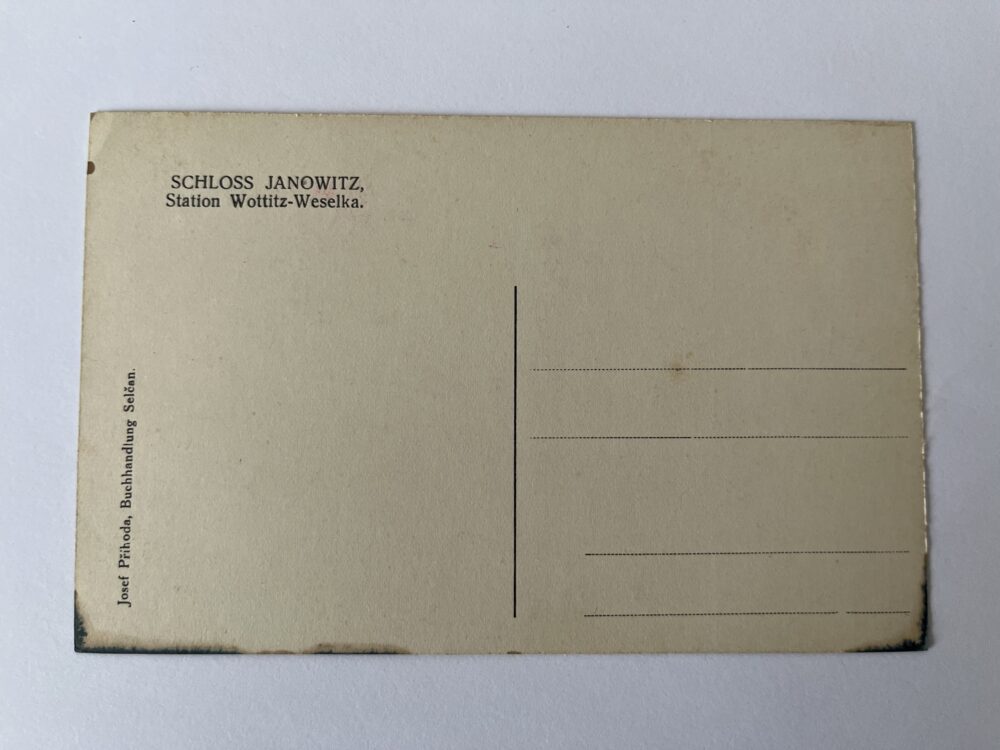 SCHLOSS JANOWITZ,
Station Wottitz-Weselka.
Josef Příhoda, Buchhandlung Selčan.